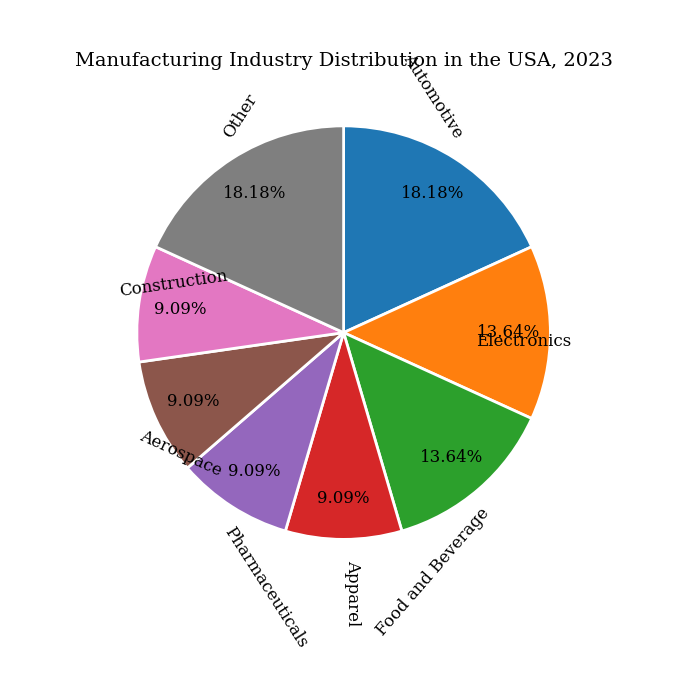 Manufacturing Industry Distribution in the USA, 2023
Automotive
Other
18.18%
18.18%
Construction
9.09%
13.64%
Electronics
9.09%
Aerospace
9.09%
13.64%
9.09%
Pharmaceuticals
Apparel
Food and Beverage